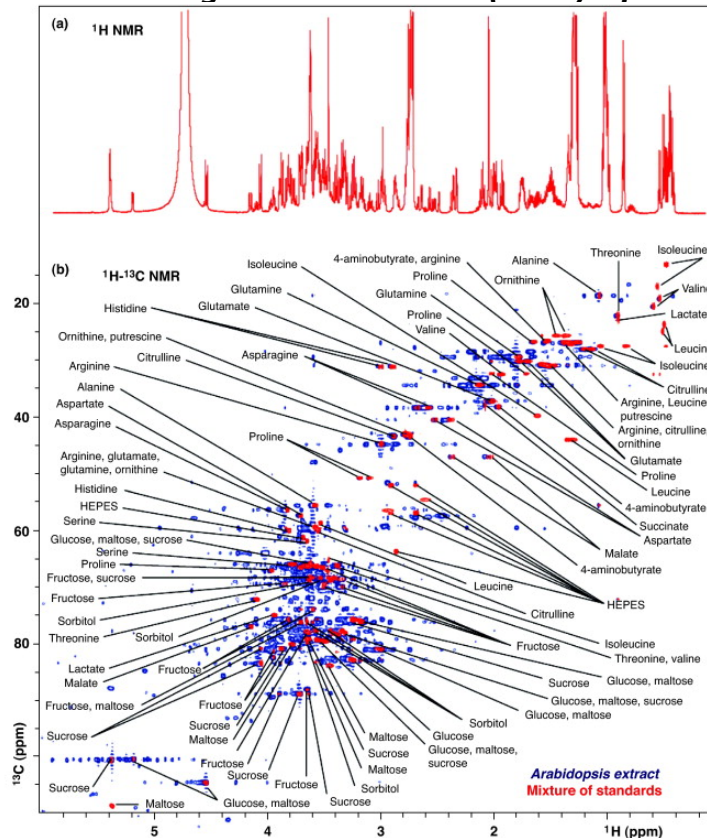 (a)
¹H NMR
(b)
¹H-¹³C NMR
Isoleucine
4-aminobutyrate, arginine
Alanine
Threonine
Isoleucine
Proline
Ornithine
Glutamine
Glutamine
Valine
Histidine
Glutamate
Proline
Proline
Lactate
Ornithine, putrescine
Valine
Citrulline
Asparagine
Leucine
Arginine
Isoleucine
Alanine
Citrulline
Aspartate
Arginine, Leucine
putrescine
Asparagine
Proline
Arginine, citrulline,
ornithine
Arginine, glutamate,
glutamine, ornithine
Glutamate
Proline
Histidine
Leucine
HEPES
4-aminobutyrate
Serine
Succinate
Glucose, maltose, sucrose
Aspartate
Serine
Malate
Proline
4-aminobutyrate
Fructose, sucrose
Leucine
Fructose
HEPES
Citrulline
Sorbitol
Threonine
Sorbitol
Fructose
Isoleucine
Lactate
Threonine, valine
Malate
Fructose
Sucrose
Glucose, maltose
Fructose, maltose
Fructose
Glucose, maltose, sucrose
Sucrose
Sorbitol
Glucose, maltose
Sucrose
Maltose
Maltose
Glucose
Sucrose
Glucose, maltose,
sucrose
Fructose
Maltose
Sucrose
Sorbitol
Fructose
Sucrose
Sucrose
Maltose
Glucose, maltose
Arabidopsis extract
Mixture of standards
20
40
60
80
¹³C (ppm)
5
4
3
2
¹H (ppm)